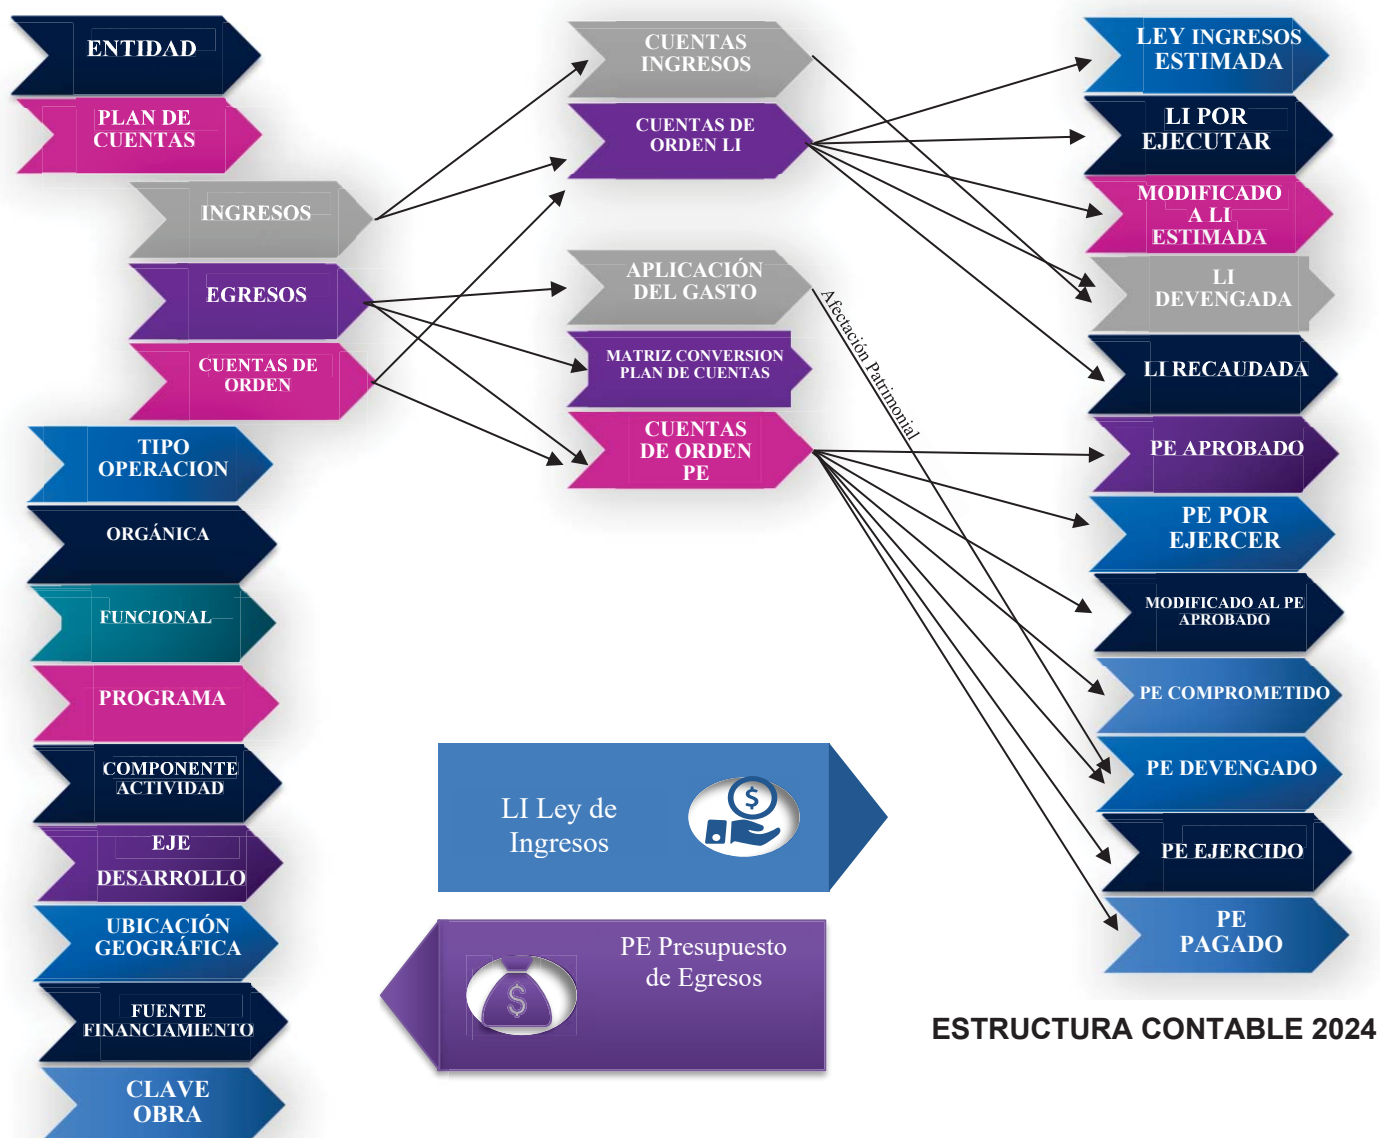 ENTIDAD
PLAN DE
CUENTAS
INGRESOS
EGRESOS
CUENTAS DE
ORDEN
TIPO
OPERACION
ORGÁNICA
FUNCIONAL
PROGRAMA
COMPONENTE
ACTIVIDAD
EJE
DESARROLLO
UBICACIÓN
GEOGRÁFICA
FUENTE
FINANCIAMIENTO
CLAVE
OBRA
CUENTAS
INGRESOS
CUENTAS DE
ORDEN LI
APLICACIÓN
DEL GASTO
MATRIZ CONVERSION
PLAN DE CUENTAS
CUENTAS
DE ORDEN
PE
Afectación Patrimonial
LEY INGRESOS
ESTIMADA
LI POR
EJECUTAR
MODIFICADO
A LI
ESTIMADA
LI
DEVENGADA
LI RECAUDADA
PE APROBADO
PE POR
EJERCER
MODIFICADO AL PE
APROBADO
PE COMPROMETIDO
PE DEVENGADO
PE EJERCIDO
PE
PAGADO
LI Ley de
Ingresos
$
PE Presupuesto
de Egresos
$
ESTRUCTURA CONTABLE 2024